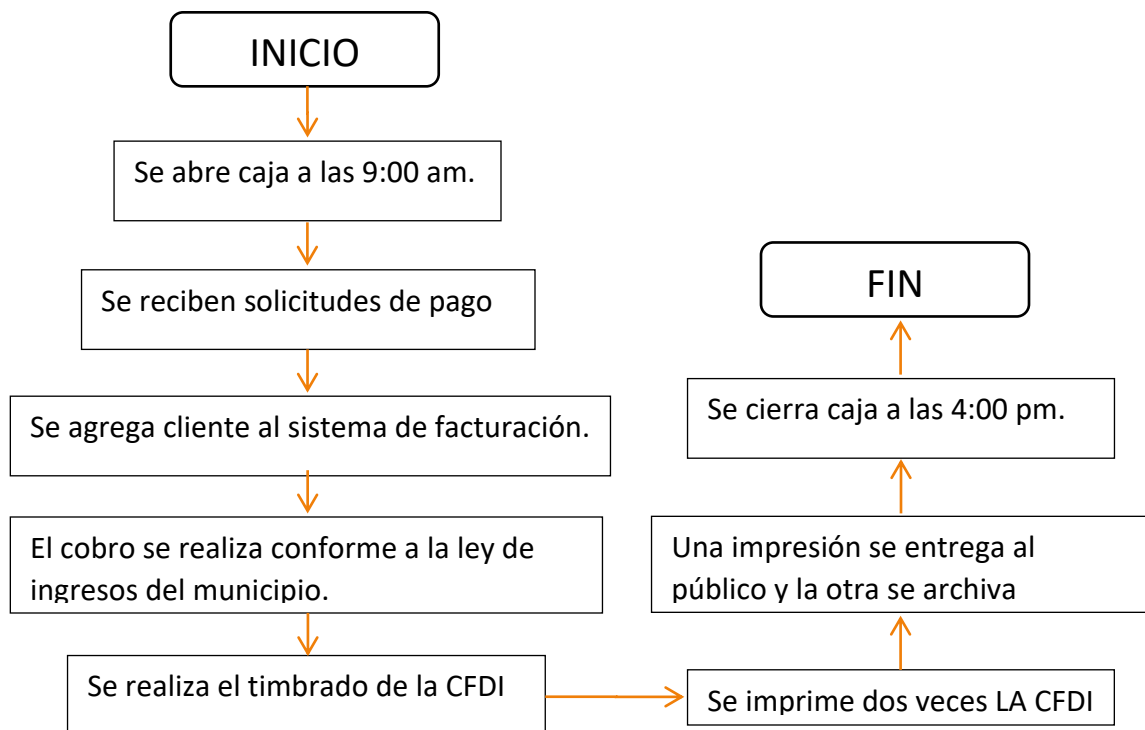 INICIO
Se abre caja a las 9:00 am.
Se reciben solicitudes de pago
Se agrega cliente al sistema de facturación.
El cobro se realiza conforme a la ley de
ingresos del municipio.
Se realiza el timbrado de la CFDI
Se imprime dos veces LA CFDI
Una impresión se entrega al
público y la otra se archiva
Se cierra caja a las 4:00 pm.
FIN